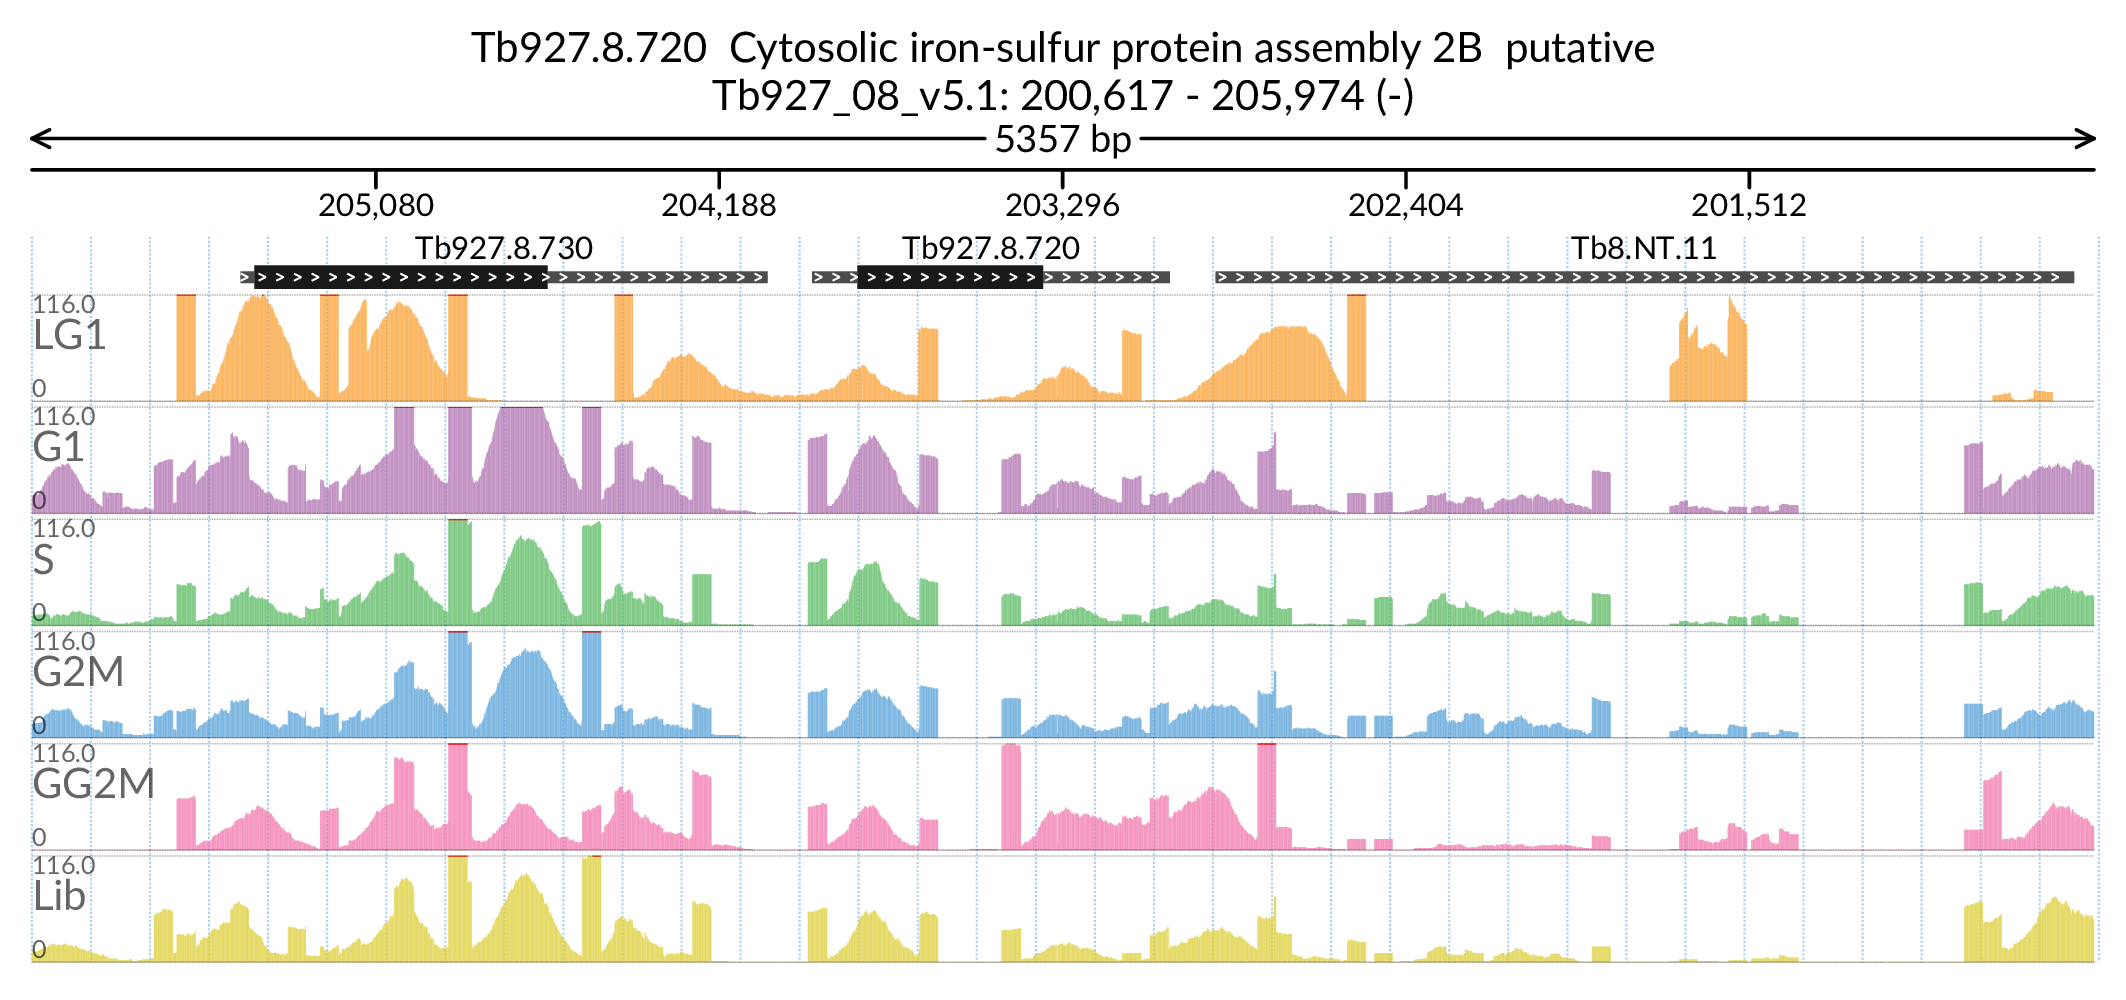 Tb927.8.720  Cytosolic iron-sulfur protein assembly 2B  putative
Tb927_08_v5.1: 200,617 - 205,974 (-)
5357 bp
205,080 204,188 203,296 202,404 201,512
Tb927.8.730 Tb927.8.720 Tb8.NT.11
116.0
LG1
0
116.0
G1
0
116.0
S
0
116.0
G2M
0
116.0
GG2M
0
116.0
Lib
0